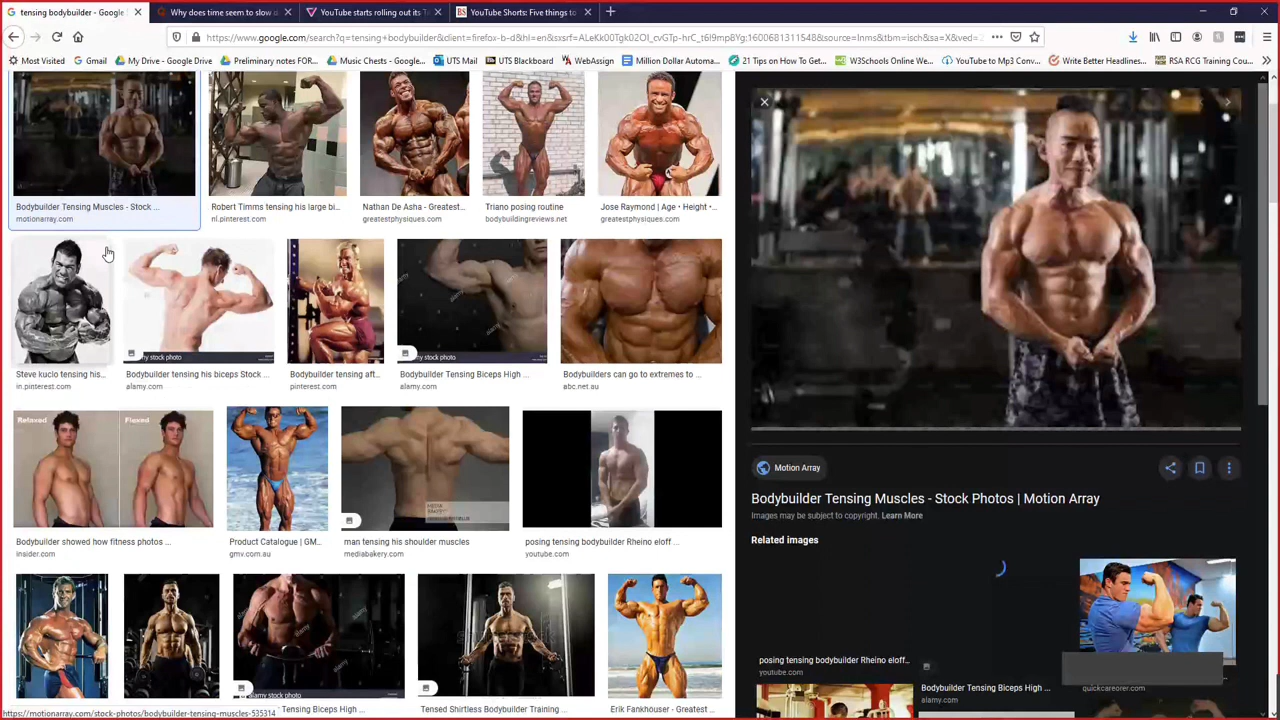 tensing bodybuilder - Google
Why does time seem to slow
YouTube starts rolling out its
YouTube Shorts: Five things to
https://www.google.com/search?q=tensing+bodybuilder&client=firefox-b-d&hl=en&sxsrf=
Most Visited
Gmail
My Drive - Google Drive
Preliminary notes FOR...
Music Chests - Google...
UTS Mail
UTS Blackboard
WebAssign
Million Dollar Automa...
21 Tips on How To Get...
W3Schools Online We...
YouTube to Mp3 Conv...
Write Better Headlines...
RSA RCG Training Cou...
Bodybuilder Tensing Muscles - Stock ...
motionarray.com
Robert Timms tensing his large bi...
nl.pinterest.com
Nathan De Asha - Greatest...
greatestphysiques.com
Triano posing routine
bodybuildingreviews.net
Jose Raymond | Age • Height •...
greatestphysiques.com
Steve kuclo tensing his...
in.pinterest.com
alamy stock photo
Bodybuilder tensing his biceps Stock ...
alamy.com
Bodybuilder tensing aft...
pinterest.com
alamy
Bodybuilder Tensing Biceps High ...
alamy.com
Bodybuilders can go to extremes to ...
abc.net.au
Relaxed
Flexed
Bodybuilder showed how fitness photos ...
insider.com
Product Catalogue | GM...
gmv.com.au
man tensing his shoulder muscles
mediabakery.com
posing tensing bodybuilder Rheino eloff ...
youtube.com
alamy stock photo
Tensing Biceps High ...
Tensed Shirtless Bodybuilder Training ...
Erik Fankhouser - Greatest ...
https://motionarray.com/stock-photos/bodybuilder-tensing-muscles-535314
Motion Array
Bodybuilder Tensing Muscles - Stock Photos | Motion Array
Images may be subject to copyright. Learn More
Related images
posing tensing bodybuilder Rheino eloff...
youtube.com
Bodybuilder Tensing Biceps High ...
alamy.com
quickcareorer.com